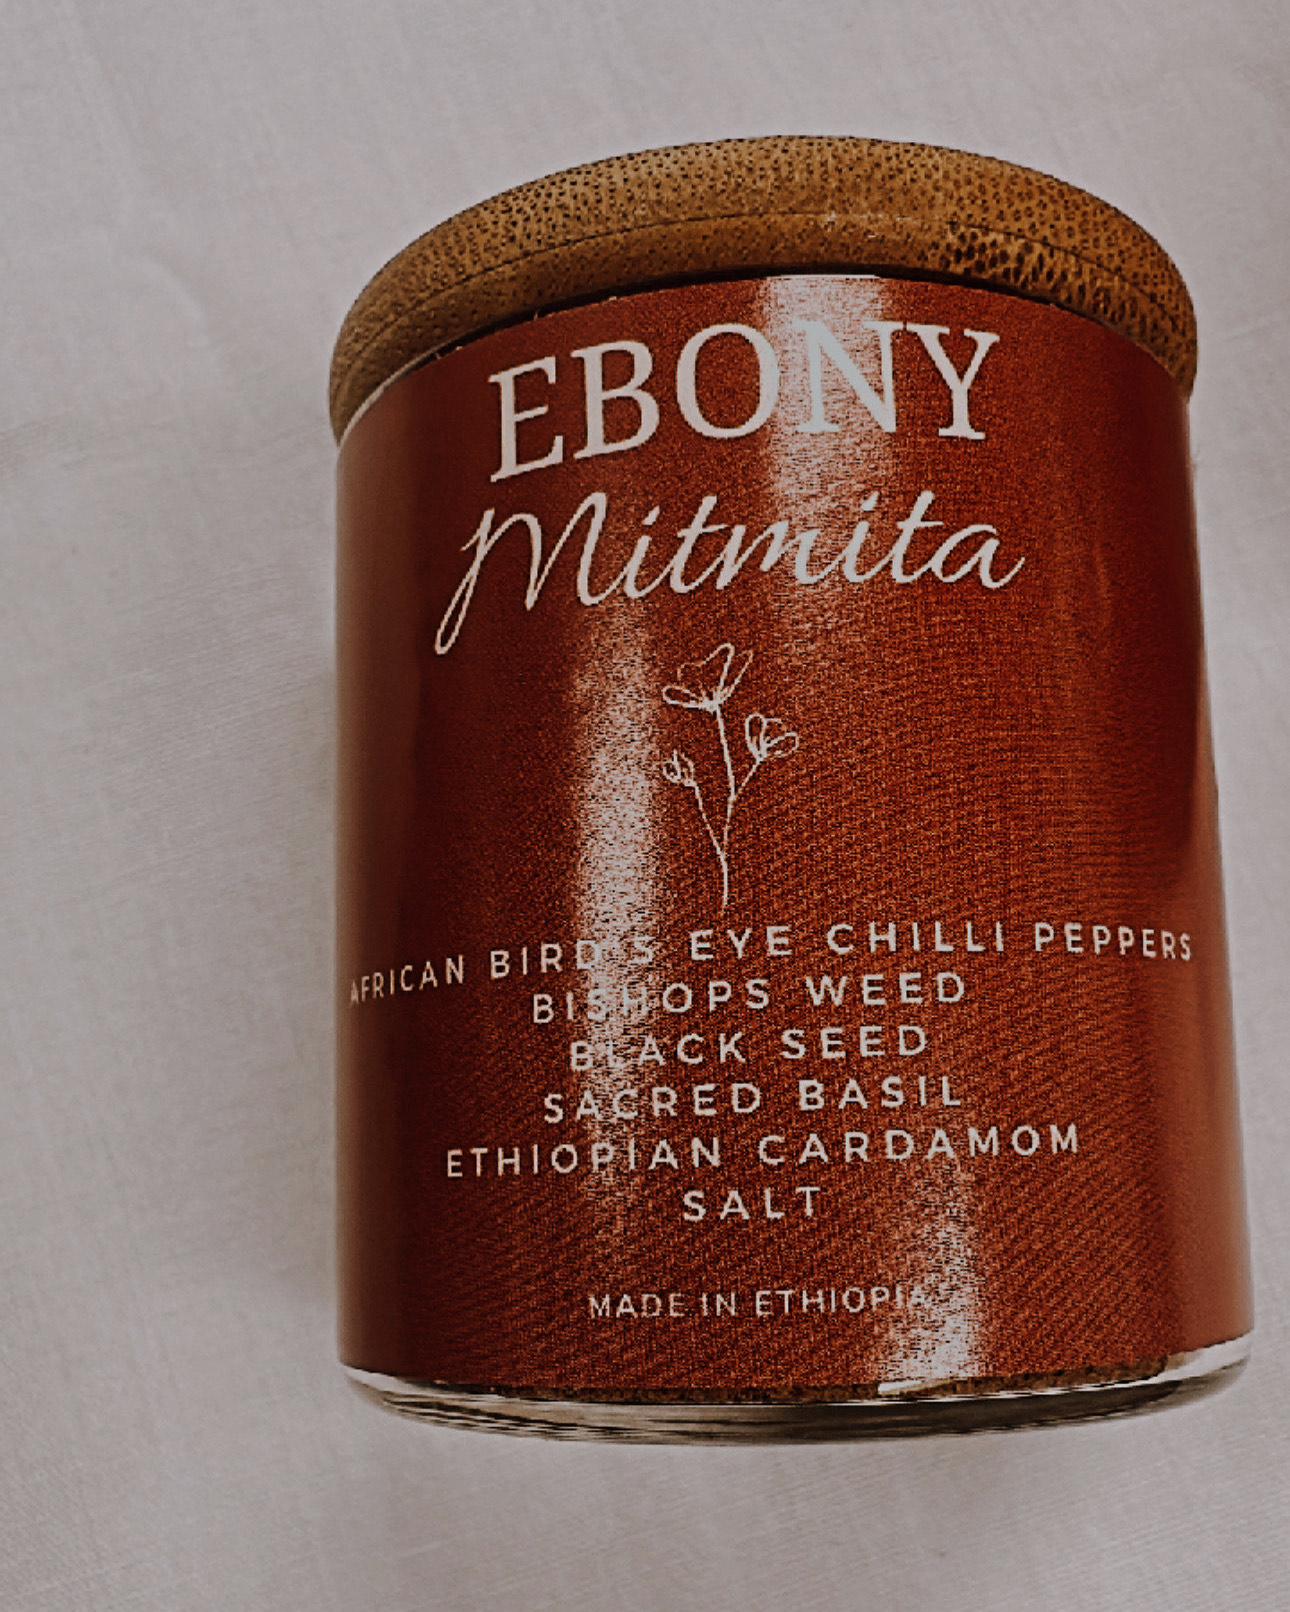 EBONY
Mitmita
AFRICAN BIRD'S EYE CHILLI PEPPERS
BISHOPS WEED
BLACK SEED
SACRED BASIL
ETHIOPIAN CARDAMOM
SALT
MADE IN ETHIOPIA